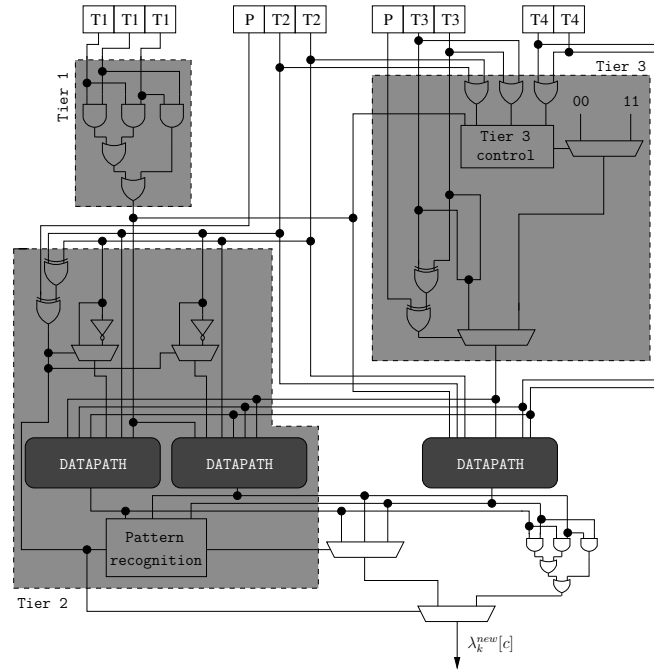 T1 T1 T1 P T2 T2 P T3 T3 T4 T4
Tier 1
Tier 3
00 11
Tier 3
control
DATAPATH DATAPATH DATAPATH
Pattern
recognition
Tier 2
λ_k^{new}[c]